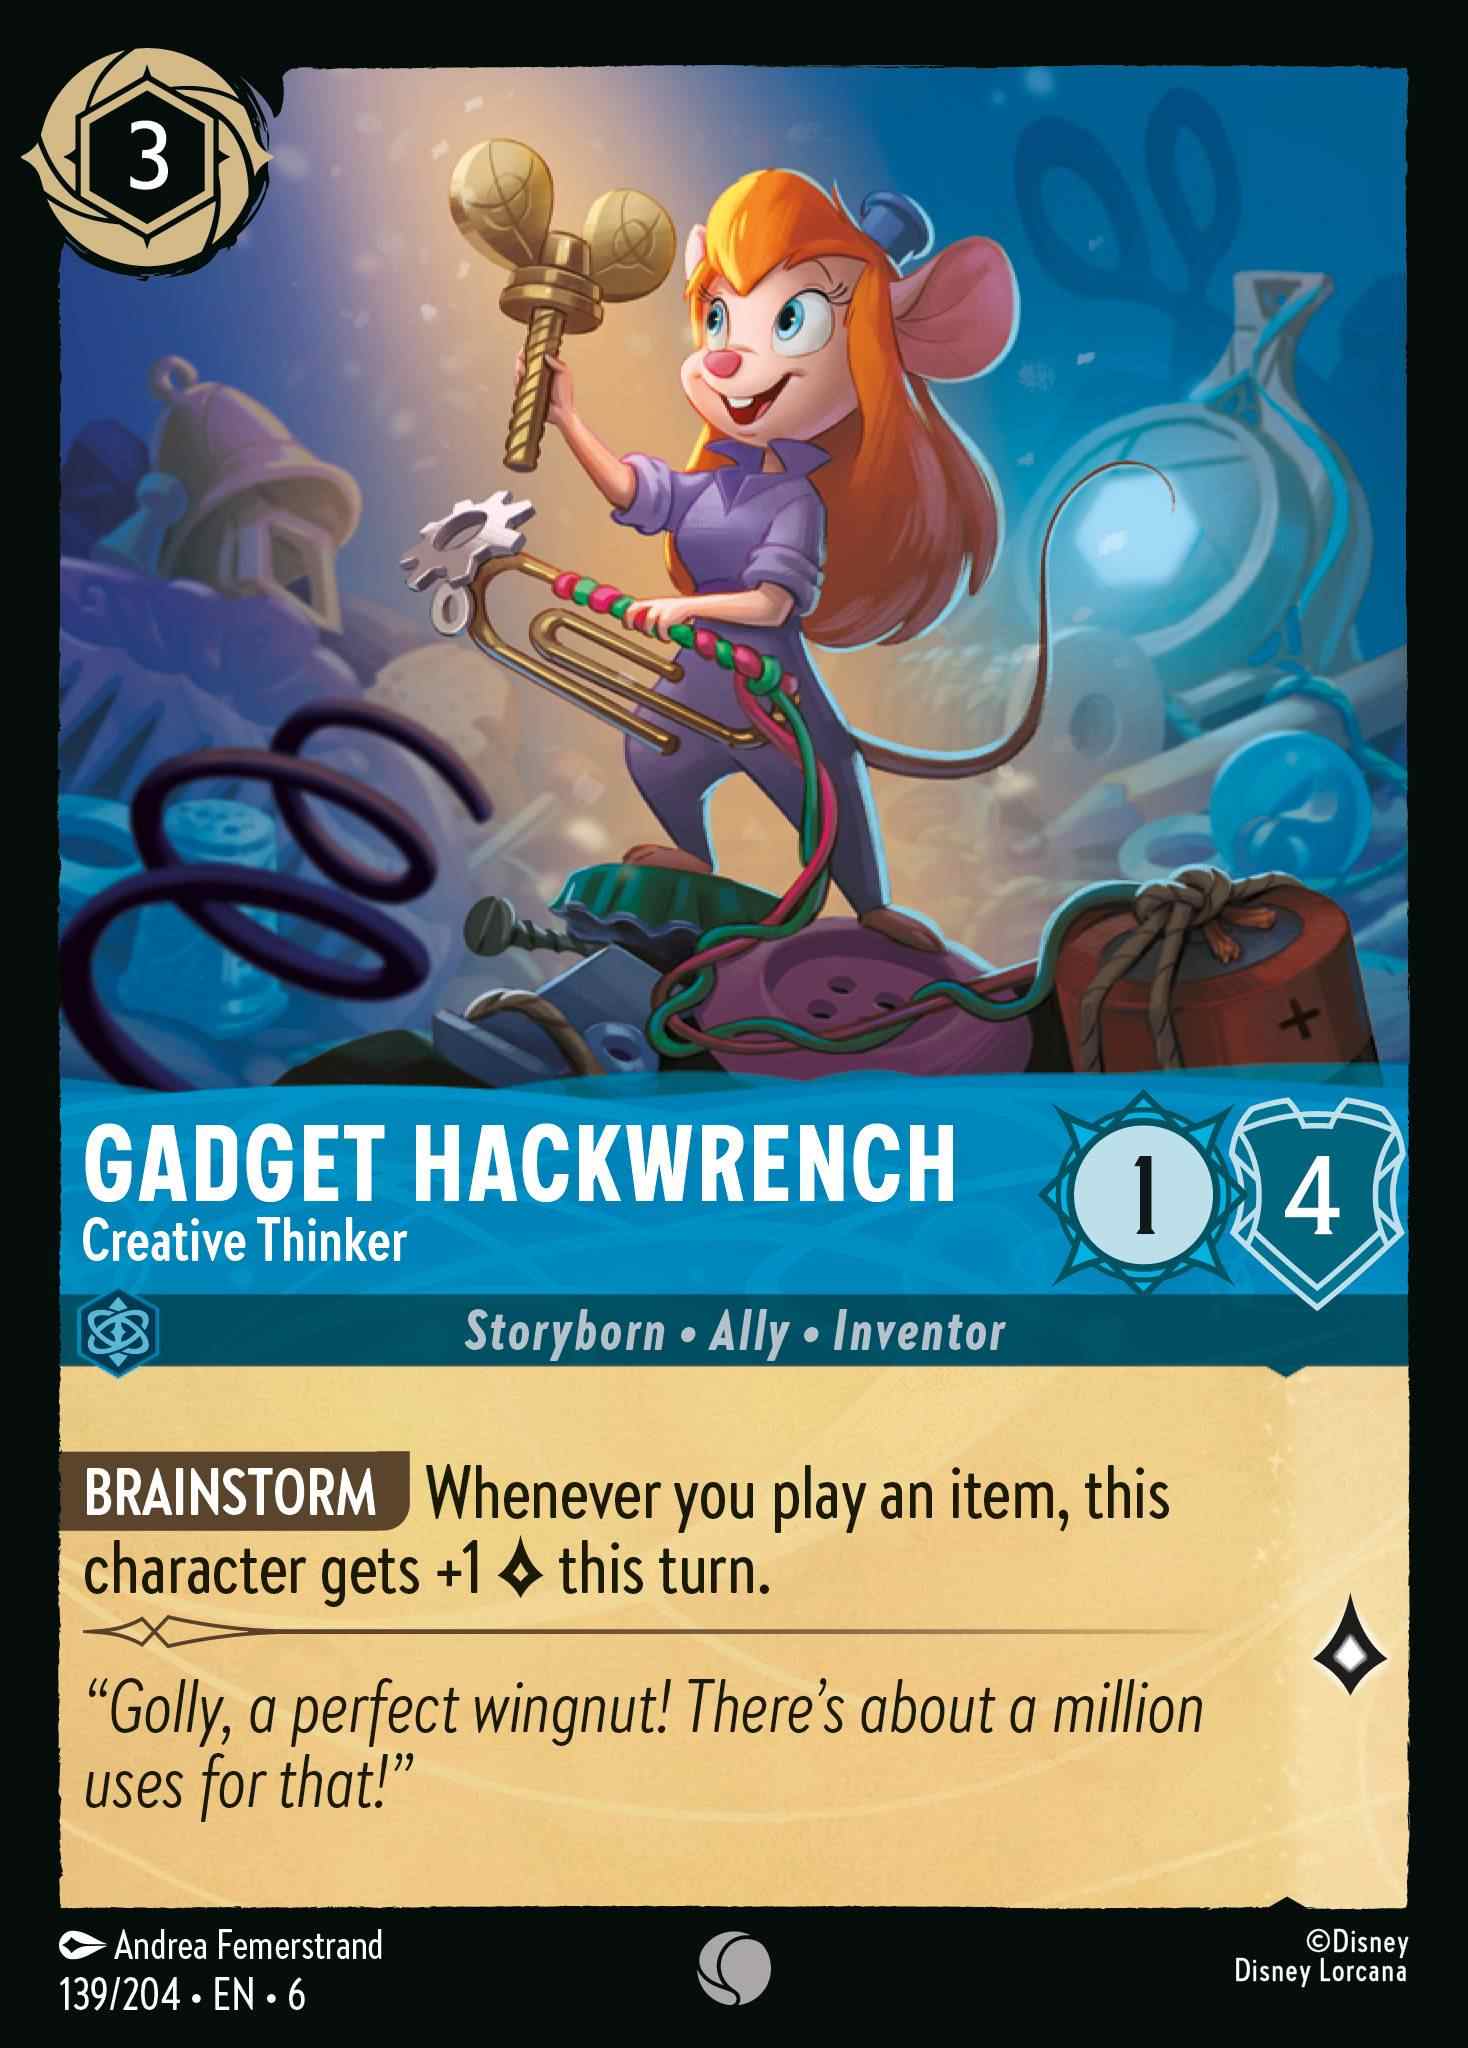 3
GADGET HACKWRENCH
Creative Thinker
1
4
Storyborn • Ally • Inventor
BRAINSTORM Whenever you play an item, this
character gets +1 this turn.
“Golly, a perfect wingnut! There’s about a million
uses for that!”
Andrea Femerstrand
139/204 • EN • 6
©Disney
Disney Lorcana